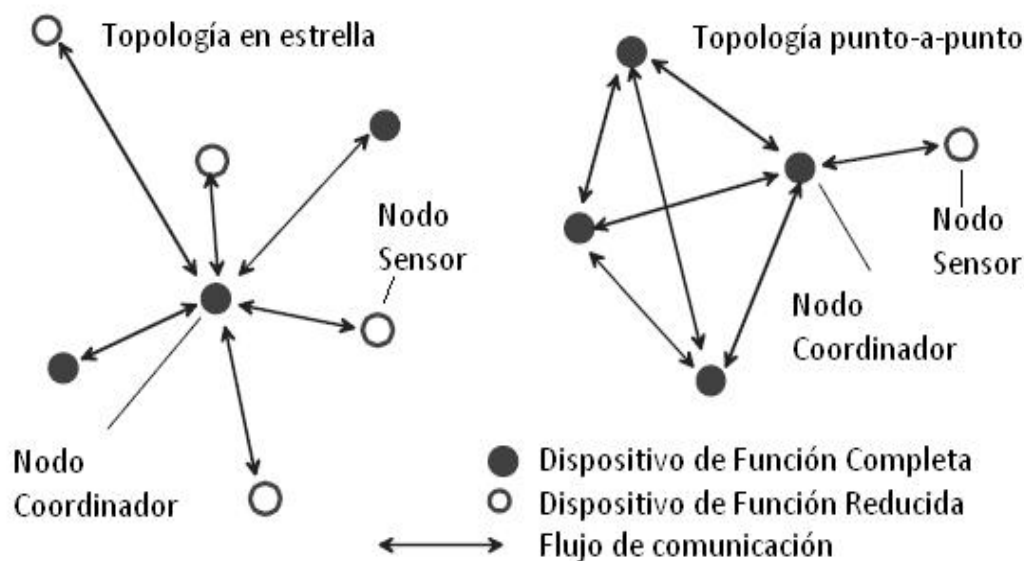 Topología en estrella
Nodo
Sensor
Nodo
Coordinador
Topología punto-a-punto
Nodo
Sensor
Nodo
Coordinador
Dispositivo de Función Completa
Dispositivo de Función Reducida
Flujo de comunicación